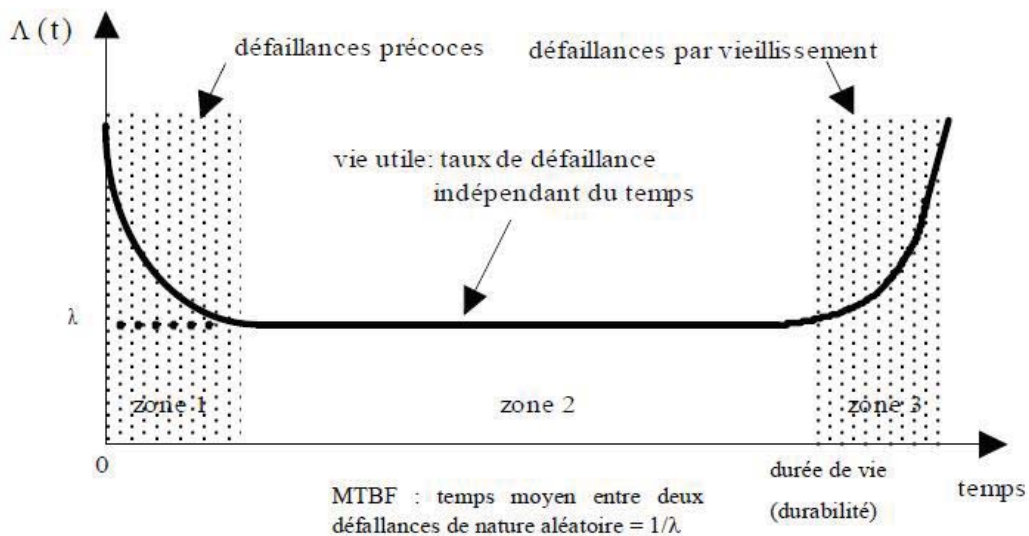 Λ (t)
défaillances précoces
défaillances par vieillissement
vie utile: taux de défaillance
indépendant du temps
λ
zone 1
zone 2
zone 3
0
durée de vie
(durabilité)
temps
MTBF : temps moyen entre deux
défallances de nature aléatoire = 1/λ